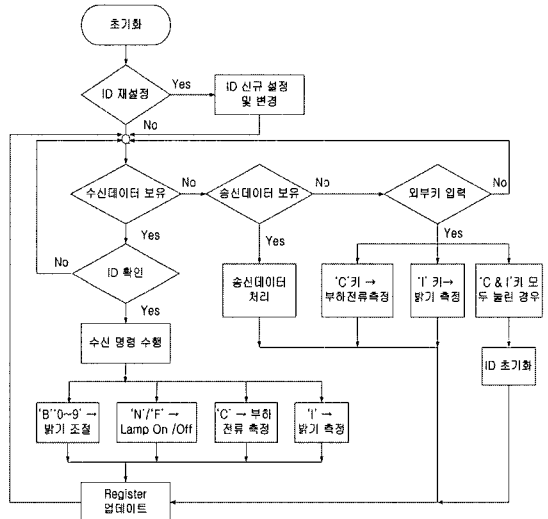 초기화
ID 재설정
Yes
ID 신규 설정
및 변경
No
수신데이터 보유
No
송신데이터 보유
No
외부키 입력
No
Yes
Yes
Yes
ID 확인
No
송신데이터
처리
'C'키 →
부하전류측정
'I' 키→
밝기 측정
'C & I'키 모
두 눌린 경우
Yes
수신 명령 수행
ID 초기화
'B''0~9' →
밝기 조절
'N'/'F' →
Lamp On /Off
'C' → 부하
전류 측정
'I' →
밝기 측정
Register
업데이트